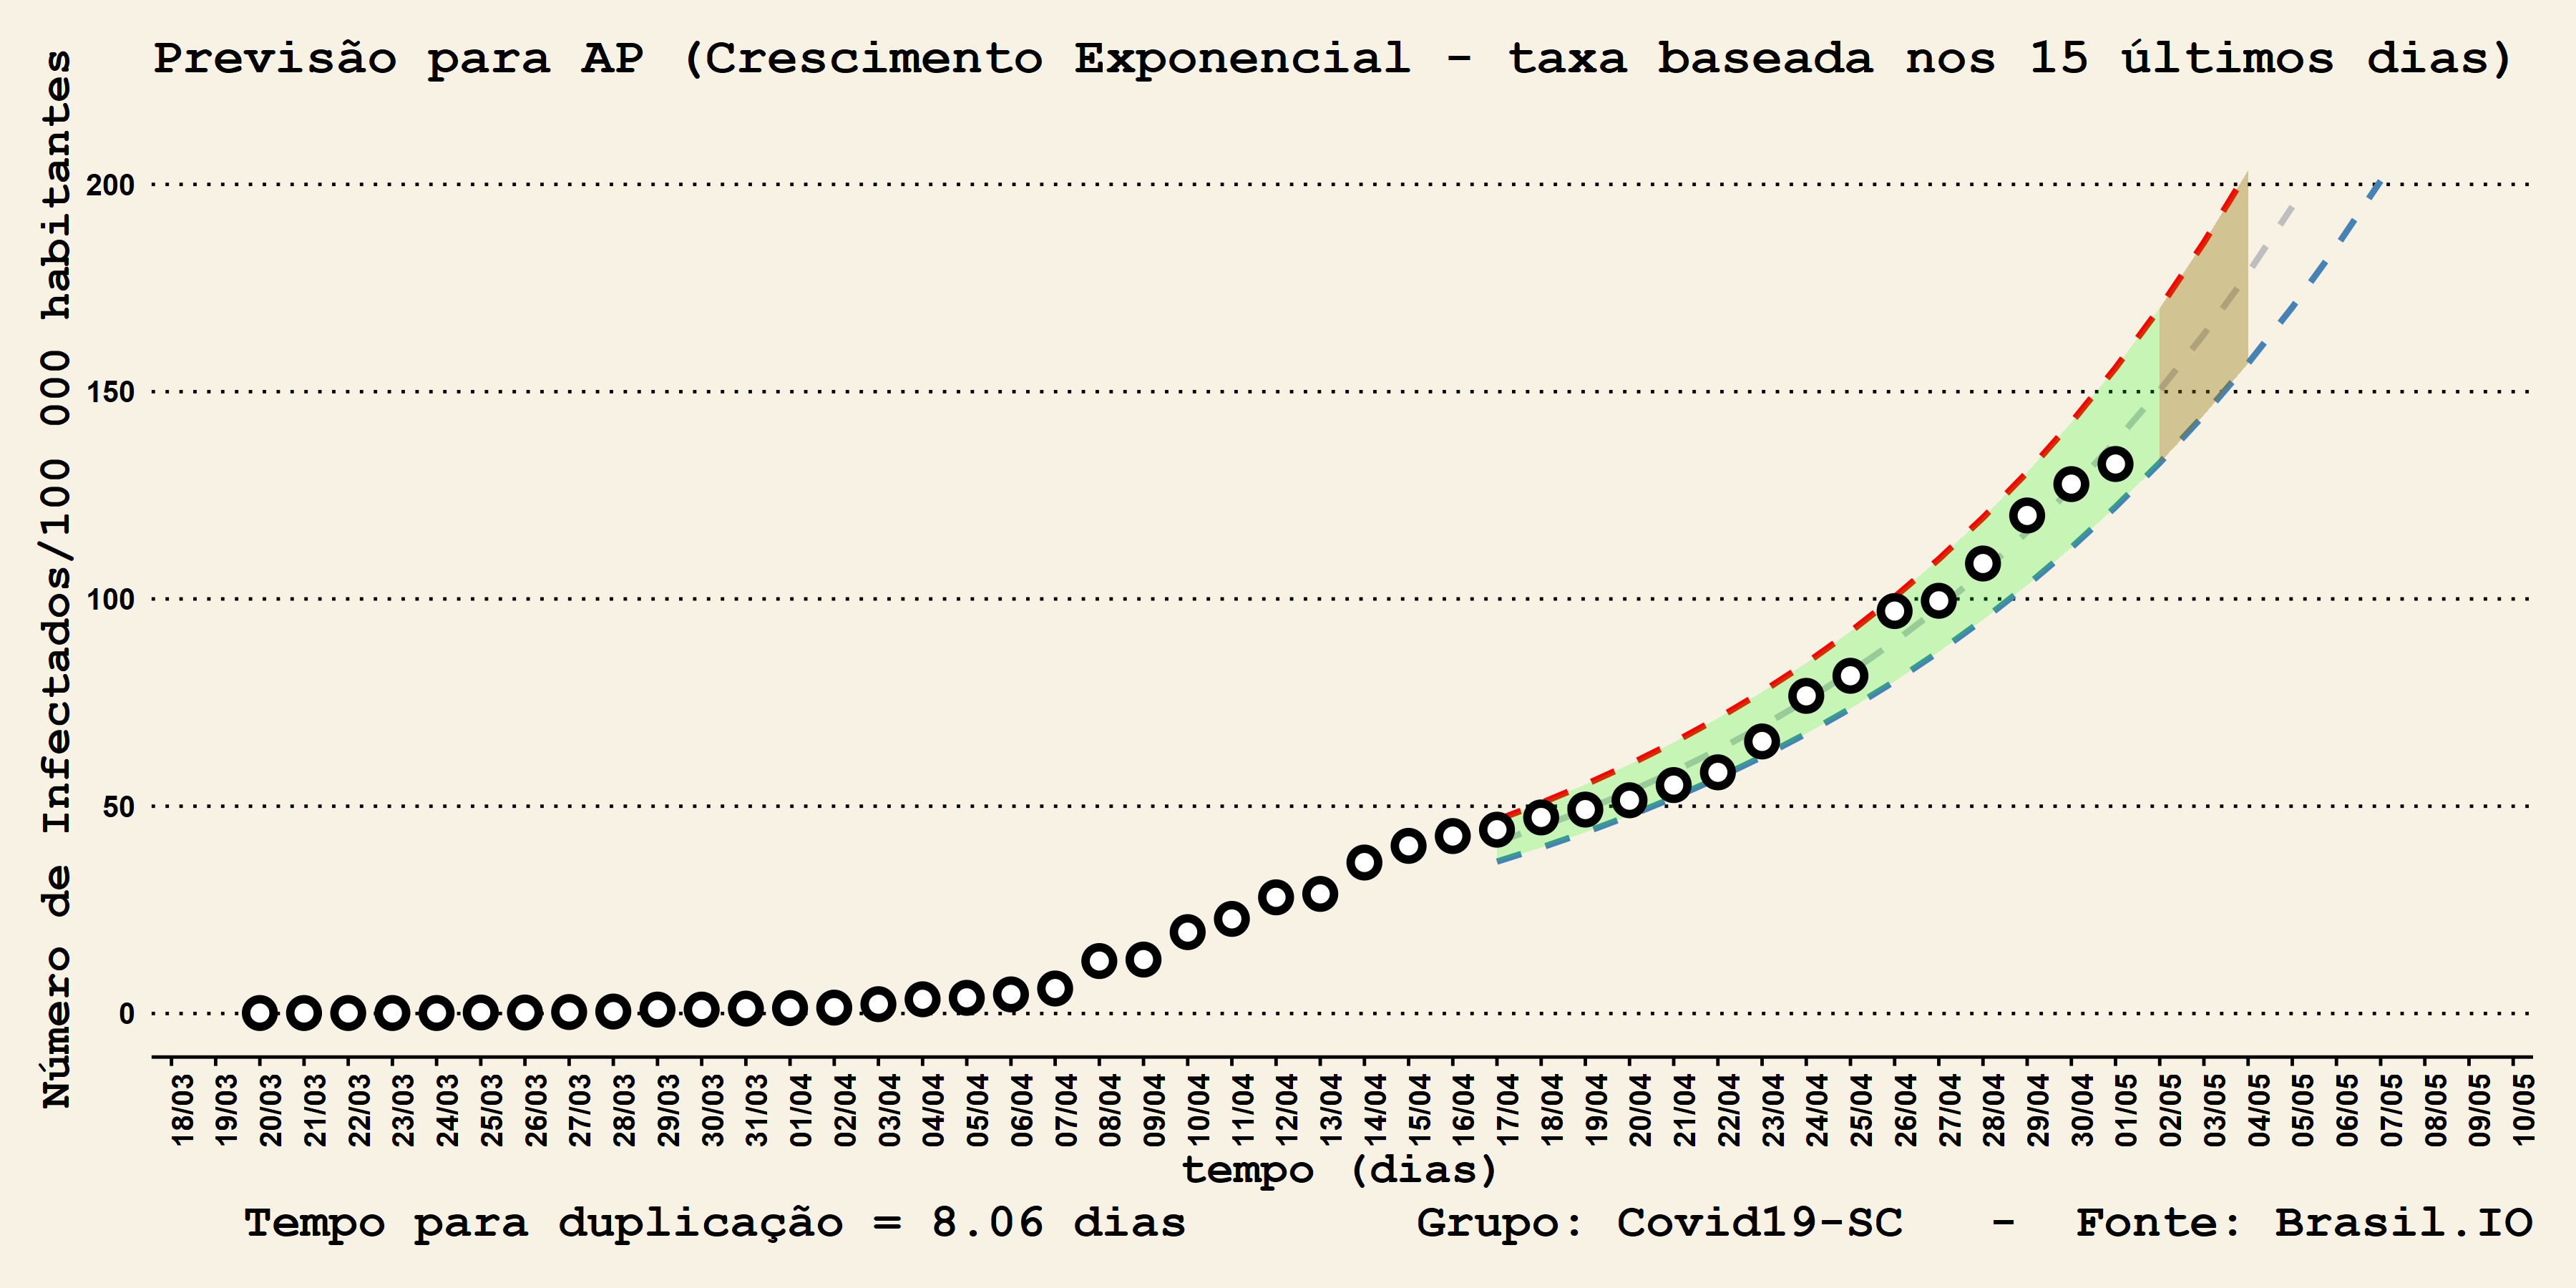 Previsão para AP (Crescimento Exponencial - taxa baseada nos 15 últimos dias)
Número de Infectados/100 000 habitantes
200
150
100
50
0
18/03 19/03 20/03 21/03 22/03 23/03 24/03 25/03 26/03 27/03 28/03 29/03 30/03 31/03 01/04 02/04 03/04 04/04 05/04 06/04 07/04 08/04 09/04 10/04 11/04 12/04 13/04 14/04 15/04 16/04 17/04 18/04 19/04 20/04 21/04 22/04 23/04 24/04 25/04 26/04 27/04 28/04 29/04 30/04 01/05 02/05 03/05 04/05 05/05 06/05 07/05 08/05 09/05 10/05
tempo (dias)
Tempo para duplicação = 8.06 dias Grupo: Covid19-SC - Fonte: Brasil.IO